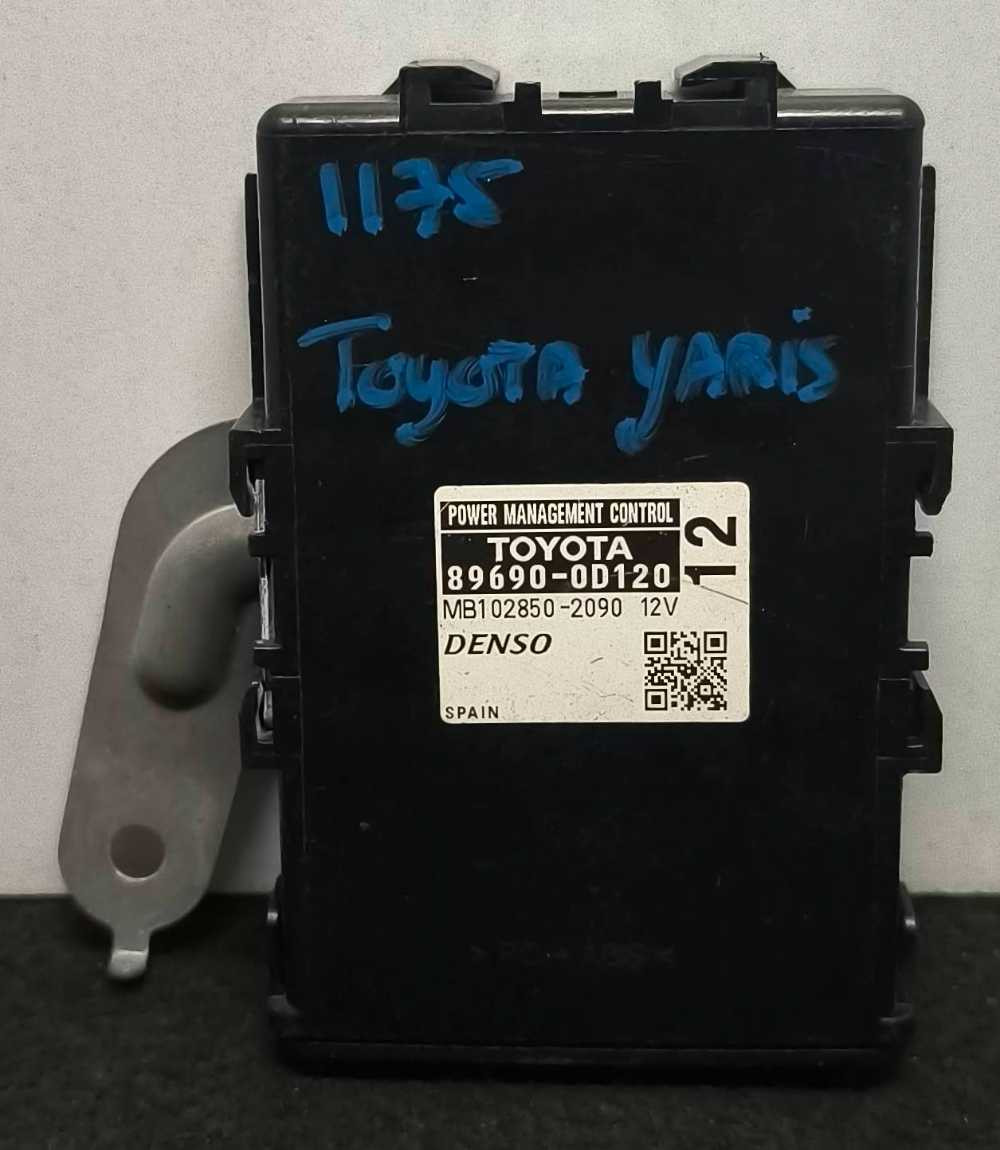 1175
TOYOTA YARIS
POWER MANAGEMENT CONTROL
TOYOTA
89690-0D120
12
MB102850-2090 12V
DENSO
SPAIN